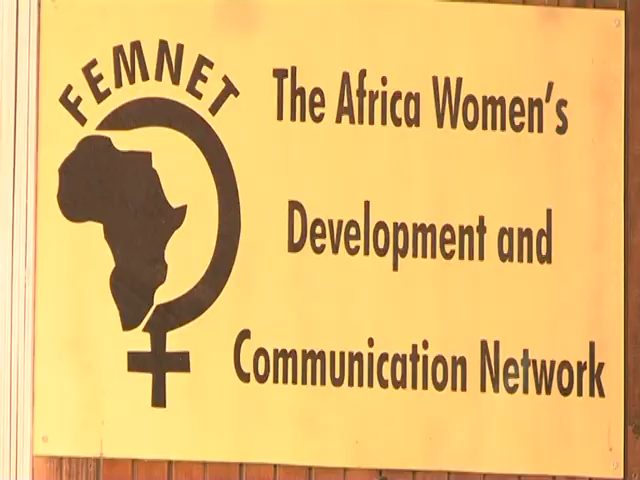 FEMNET
The Africa Women's
Development and
Communication Network